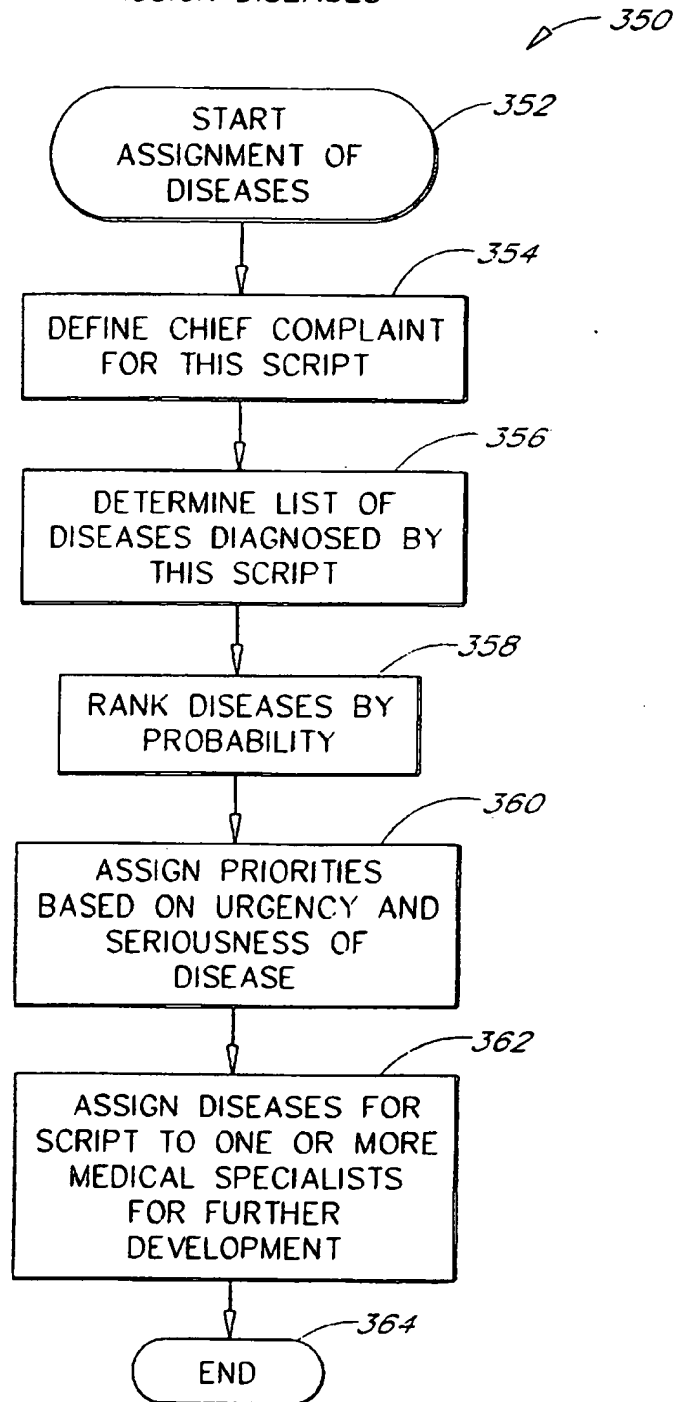 ASSIGN DISEASES
350
352
START
ASSIGNMENT OF
DISEASES
354
DEFINE CHIEF COMPLAINT
FOR THIS SCRIPT
356
DETERMINE LIST OF
DISEASES DIAGNOSED BY
THIS SCRIPT
358
RANK DISEASES BY
PROBABILITY
360
ASSIGN PRIORITIES
BASED ON URGENCY AND
SERIOUSNESS OF
DISEASE
362
ASSIGN DISEASES FOR
SCRIPT TO ONE OR MORE
MEDICAL SPECIALISTS
FOR FURTHER
DEVELOPMENT
364
END